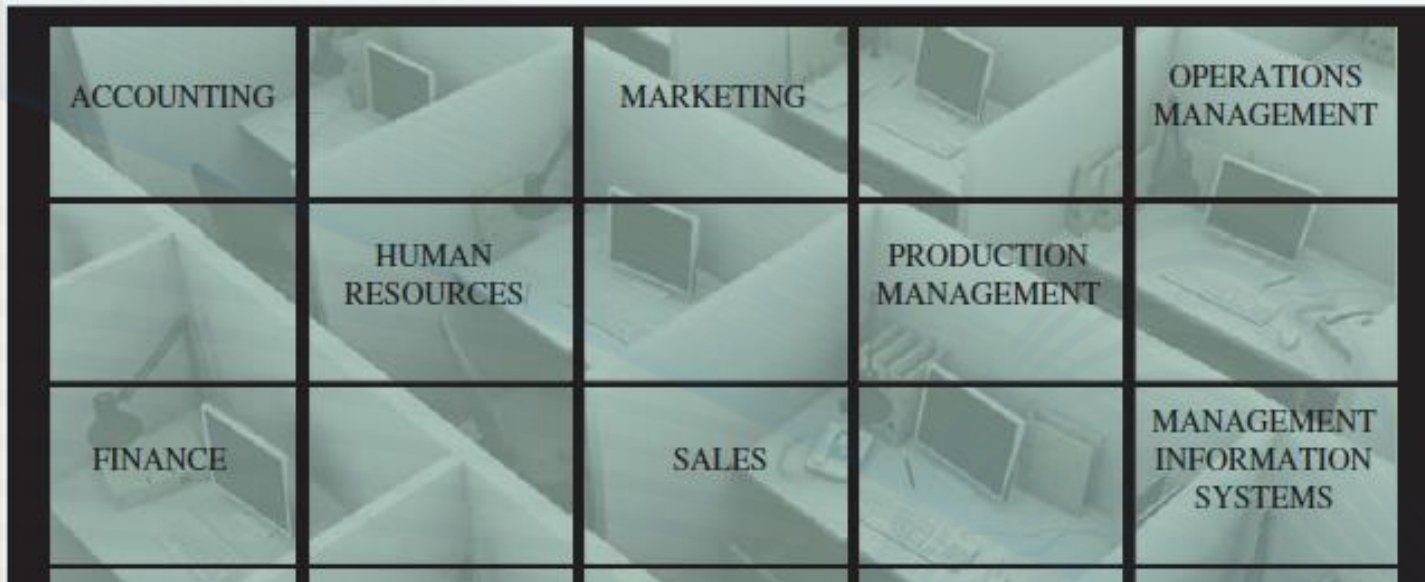 ACCOUNTING
MARKETING
OPERATIONS
MANAGEMENT
HUMAN
RESOURCES
PRODUCTION
MANAGEMENT
FINANCE
SALES
MANAGEMENT
INFORMATION
SYSTEMS